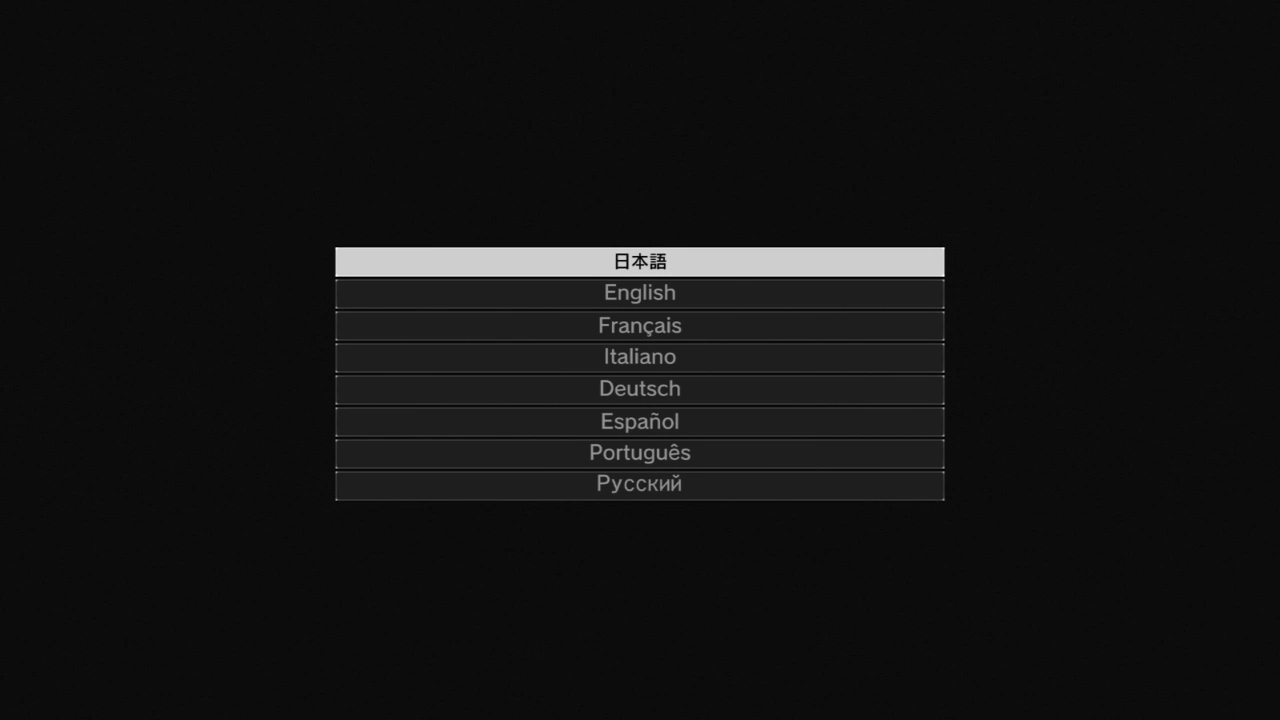 日本語
English
Français
Italiano
Deutsch
Español
Português
Русский